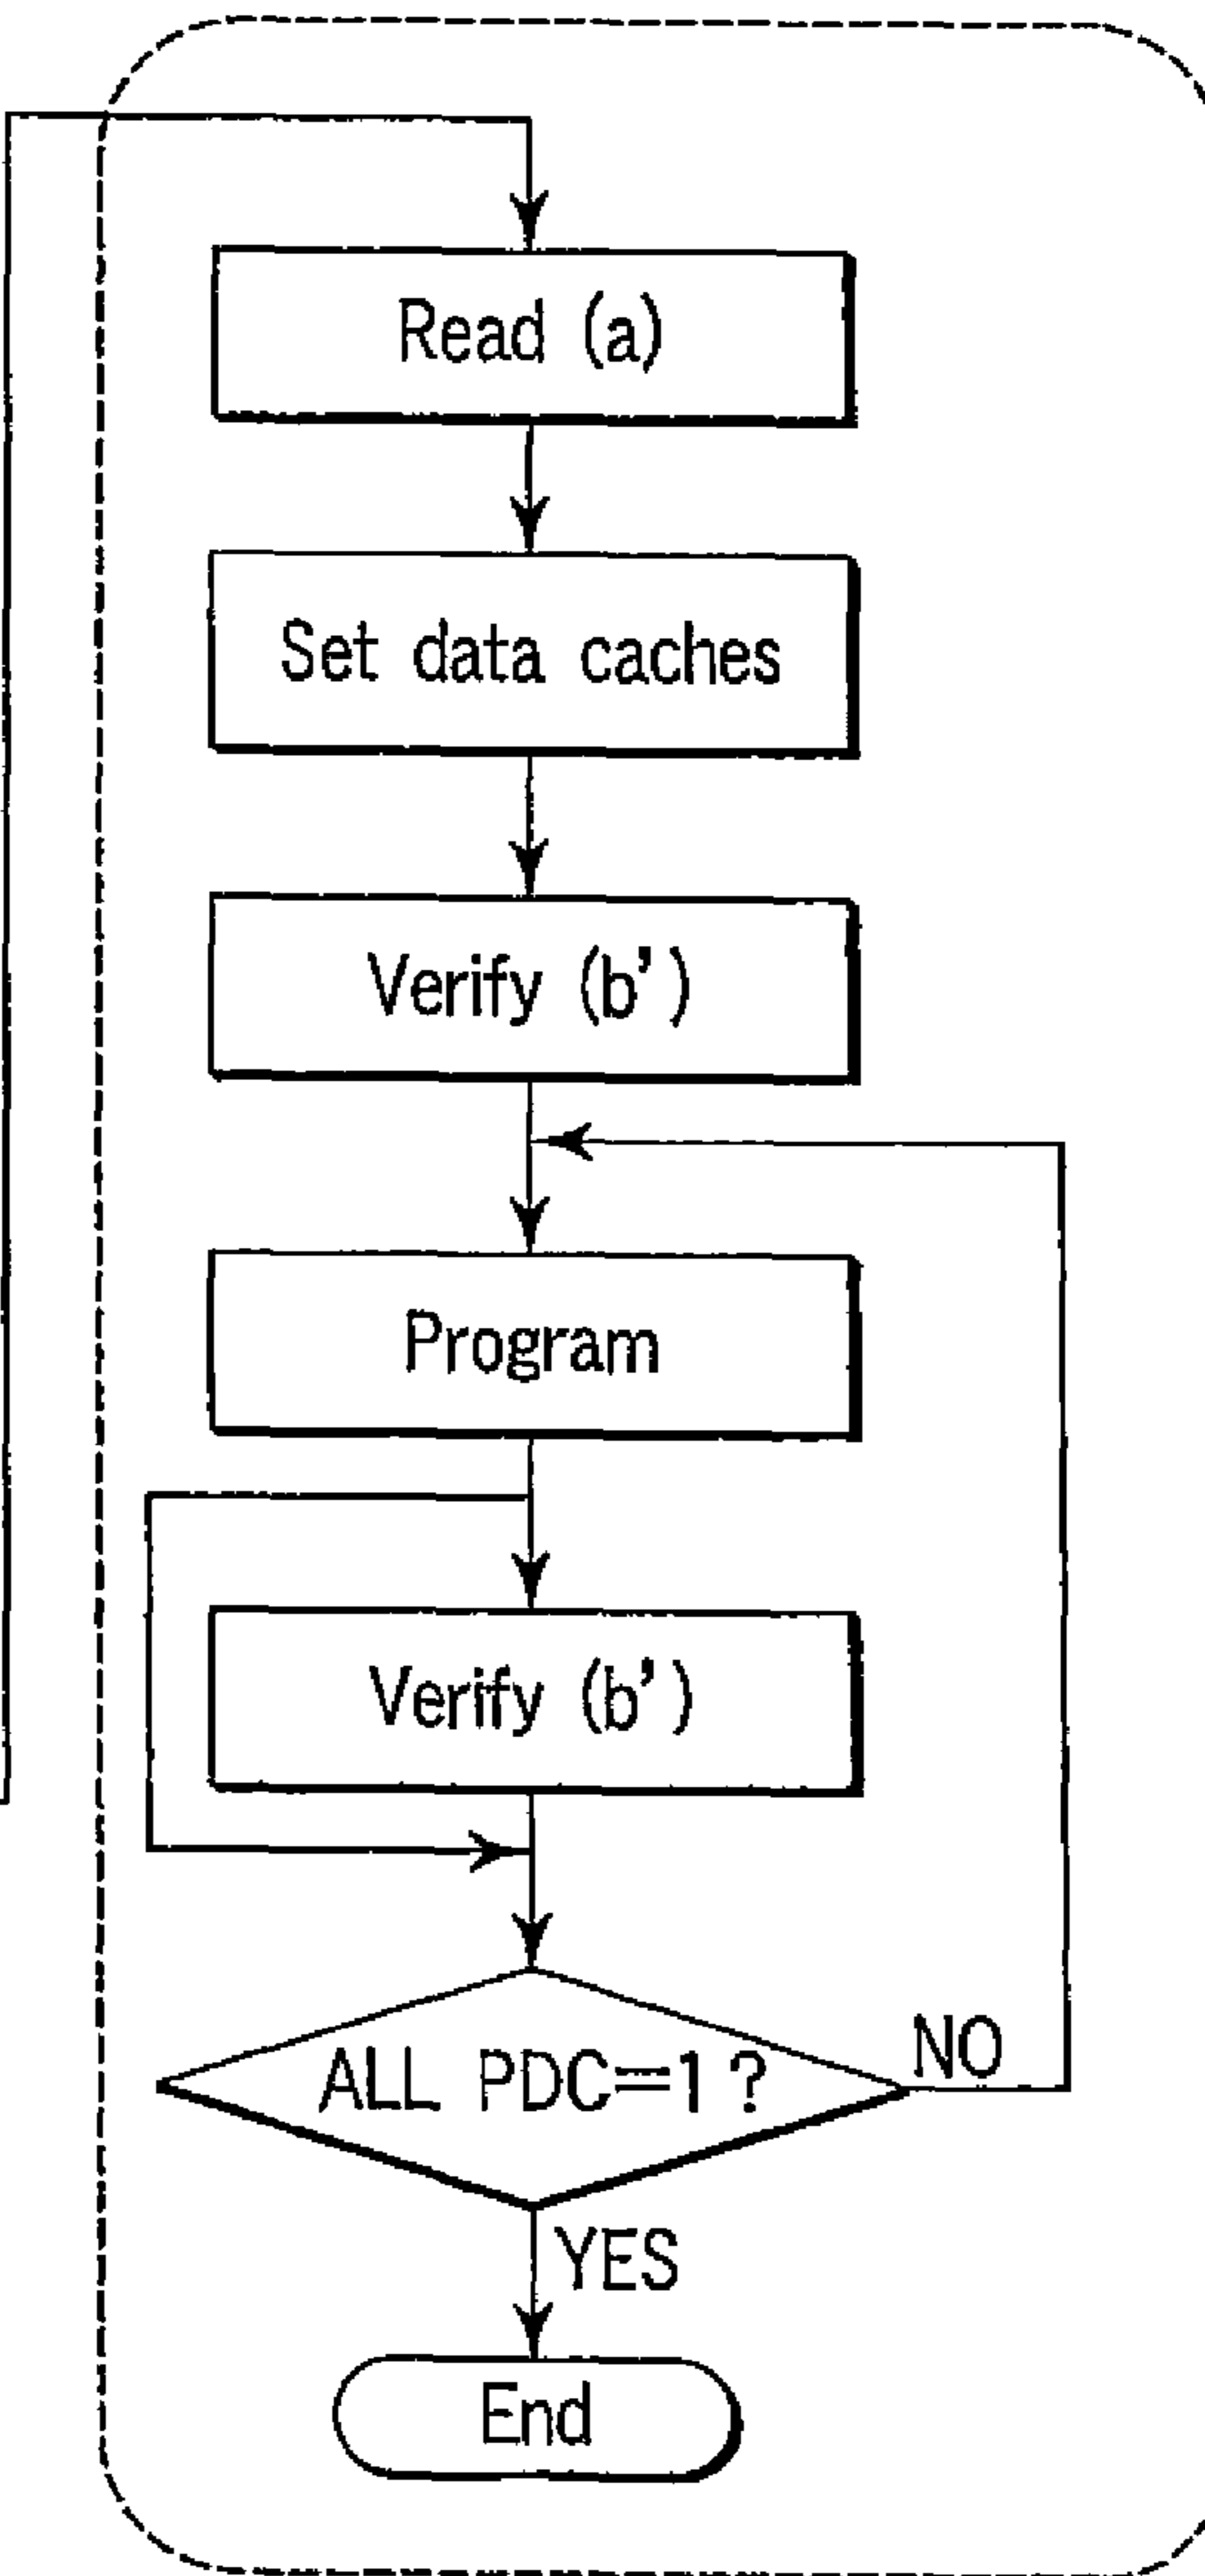 Read (a)
Set data caches
Verify (b')
Program
Verify (b')
ALL PDC=1?
NO
YES
End